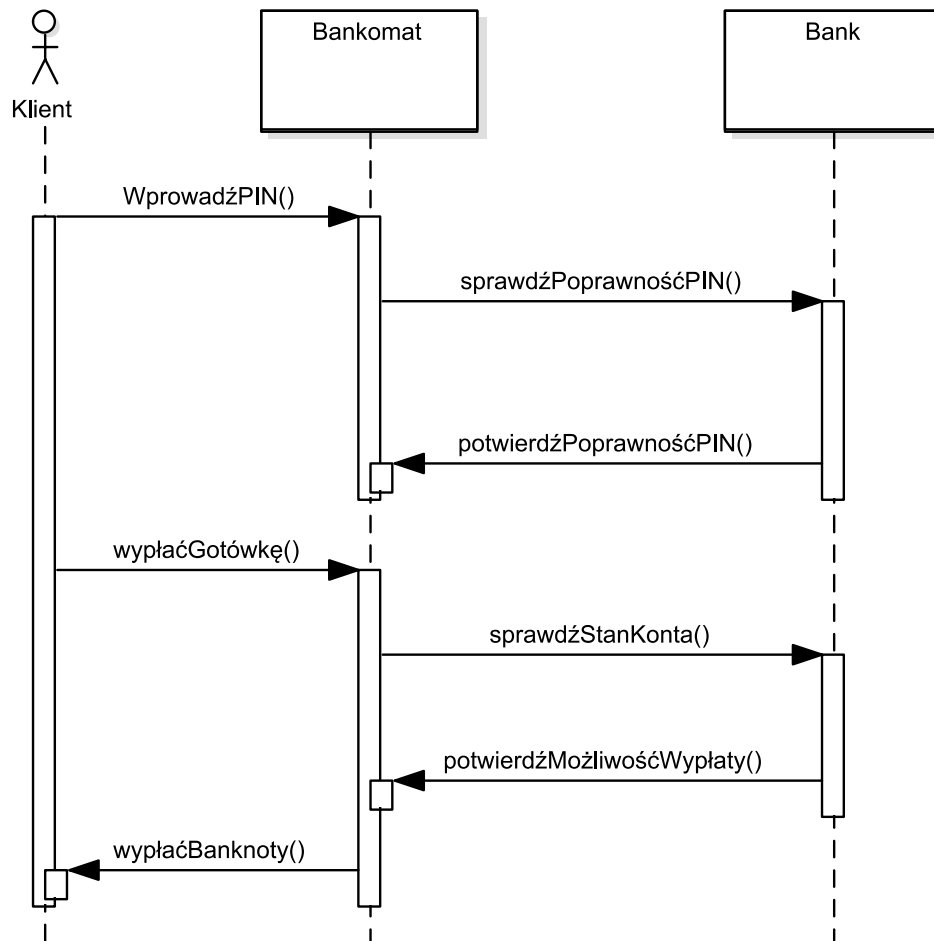 Bankomat
Bank
Klient
WprowadźPIN()
sprawdźPoprawnośćPIN()
potwierdźPoprawnośćPIN()
wypłaćGotówkę()
sprawdźStanKonta()
potwierdźMożliwośćWypłaty()
wypłaćBanknoty()